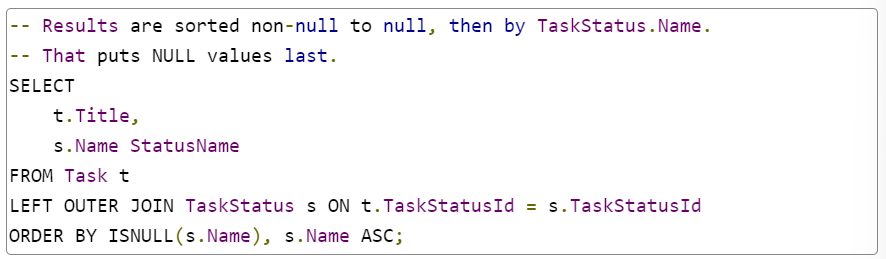 -- Results are sorted non-null to null, then by TaskStatus.Name.
-- That puts NULL values last.
SELECT
    t.Title,
    s.Name StatusName
FROM Task t
LEFT OUTER JOIN TaskStatus s ON t.TaskStatusId = s.TaskStatusId
ORDER BY ISNULL(s.Name), s.Name ASC;